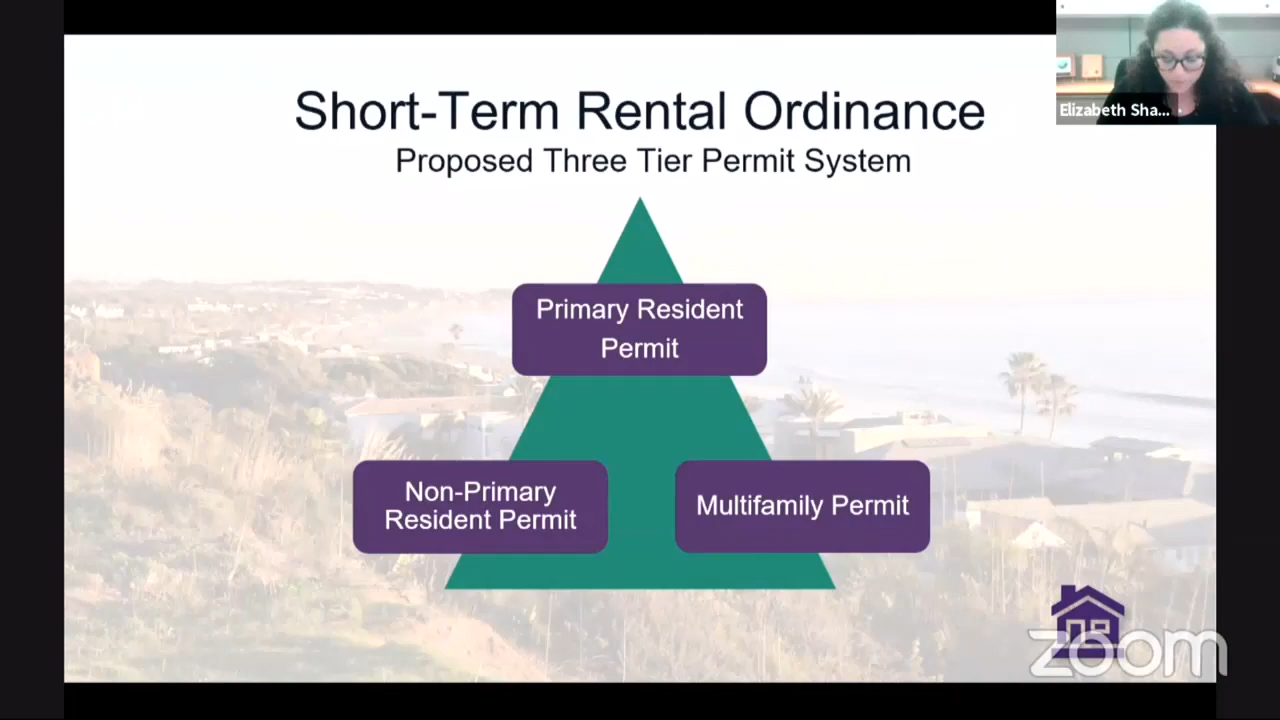 Elizabeth Sha...
Short-Term Rental Ordinance
Proposed Three Tier Permit System
Primary Resident
Permit
Non-Primary
Resident Permit
Multifamily Permit
zoom